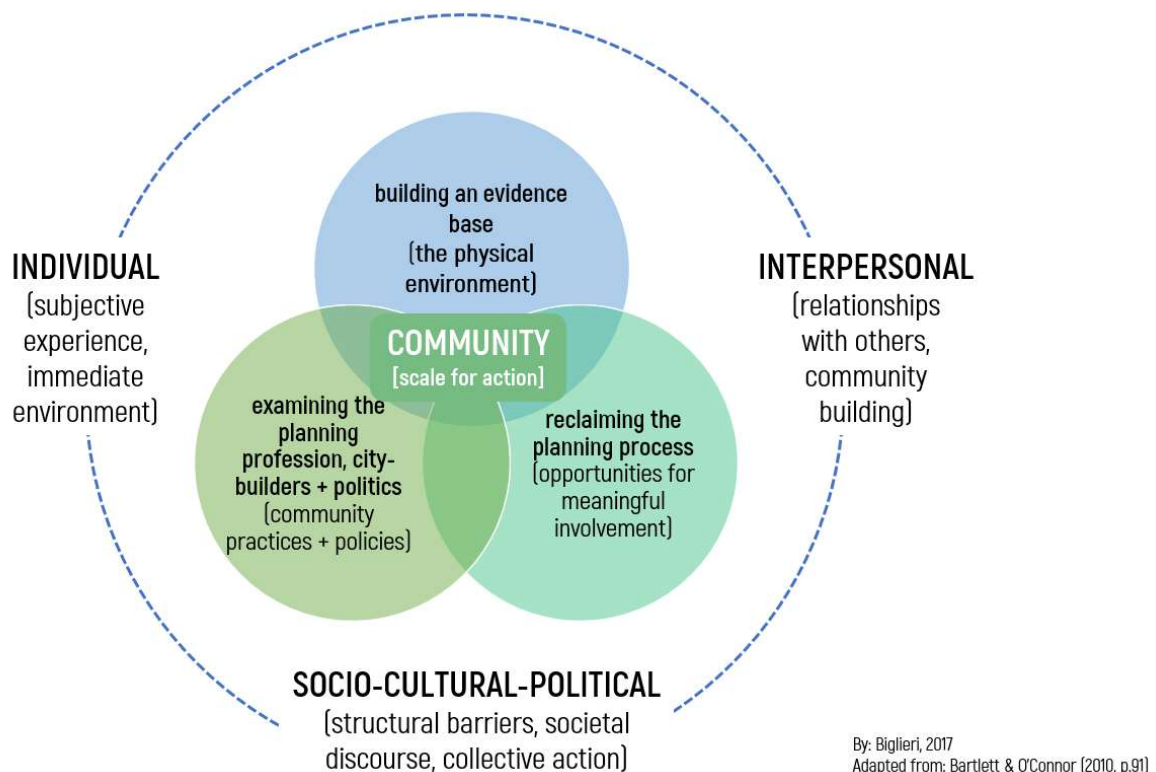 building an evidence
base
(the physical
environment)
INDIVIDUAL
(subjective
experience,
immediate
environment)
INTERPERSONAL
(relationships
with others,
community
building)
COMMUNITY
[scale for action]
examining the
planning
profession, city-
builders + politics
(community
practices + policies)
reclaiming the
planning process
(opportunities for
meaningful
involvement)
SOCIO-CULTURAL-POLITICAL
(structural barriers, societal
discourse, collective action)
By: Biglieri, 2017
Adapted from: Bartlett & O'Connor (2010, p.91)